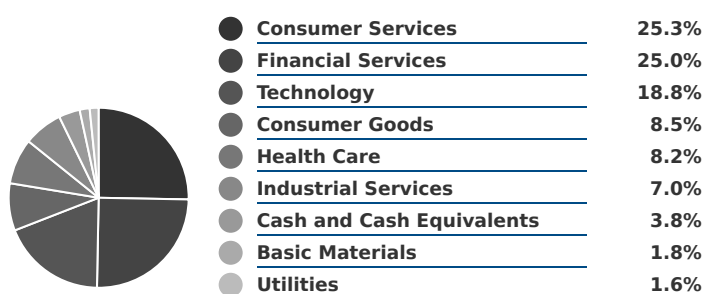 Consumer Services 25.3%
Financial Services 25.0%
Technology 18.8%
Consumer Goods 8.5%
Health Care 8.2%
Industrial Services 7.0%
Cash and Cash Equivalents 3.8%
Basic Materials 1.8%
Utilities 1.6%